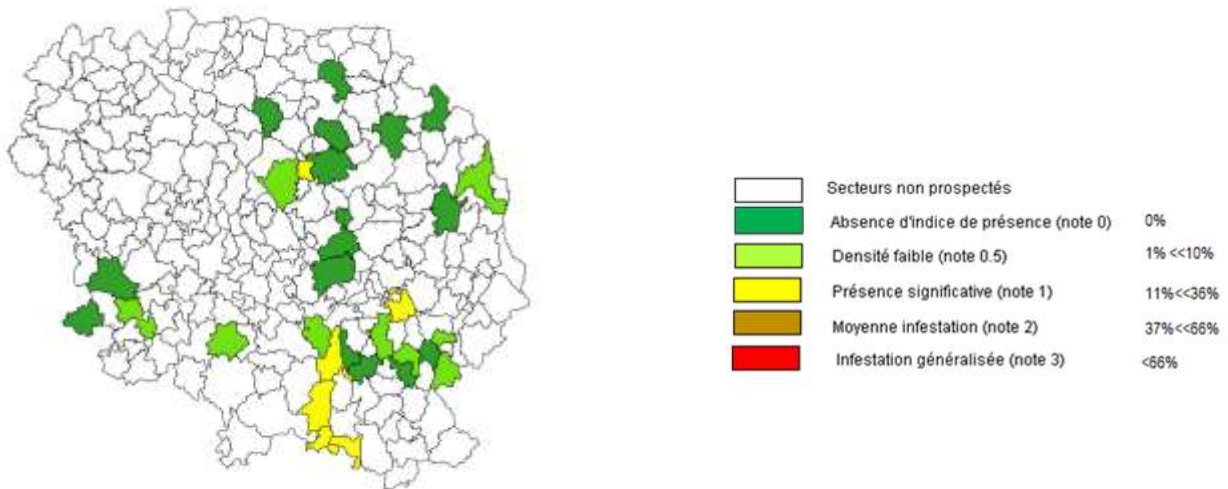 Secteurs non prospectés
Absence d'indice de présence (note 0) 0%
Densité faible (note 0.5) 1% <<10%
Présence significative (note 1) 11%<<36%
Moyenne infestation (note 2) 37%<<66%
Infestation généralisée (note 3) <66%